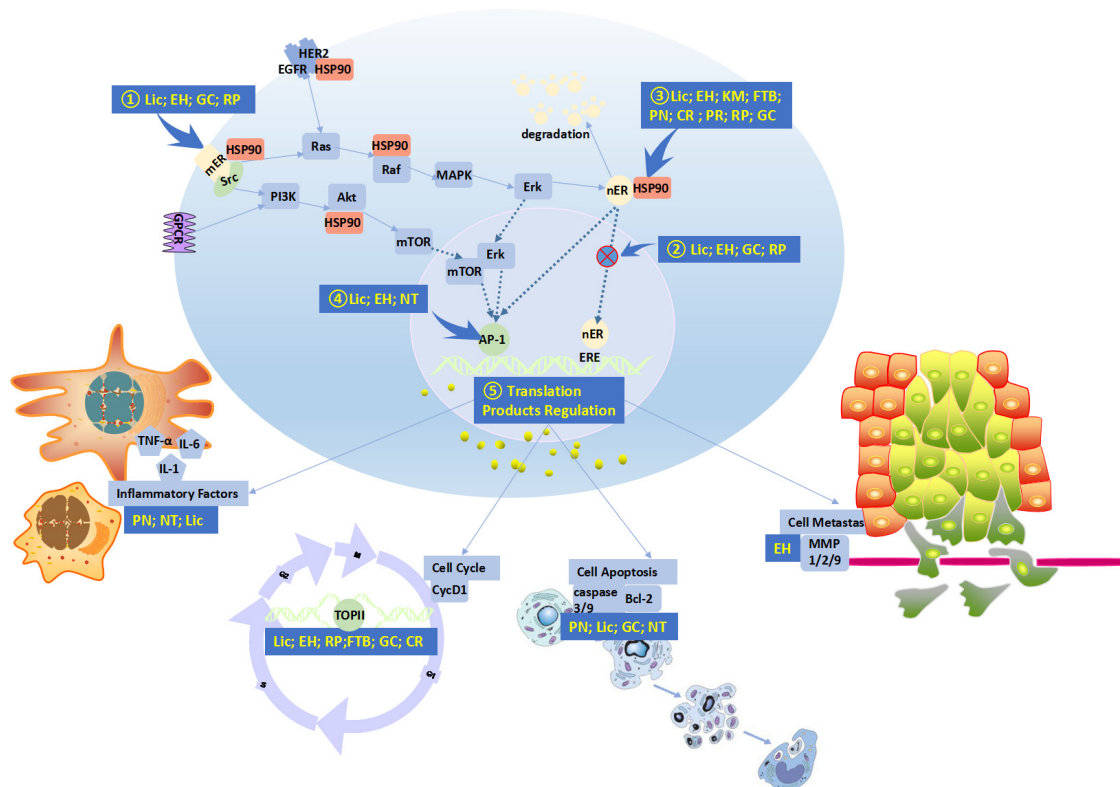 HER2
EGFR
HSP90
① Lic; EH; GC; RP
HSP90
mER
Src
Ras
HSP90
Raf
MAPK
Erk
degradation
③Lic; EH; KM; FTB;
PN; CR ; PR; RP; GC
nER
HSP90
PI3K
Akt
HSP90
GPCR
mTOR
Erk
mTOR
② Lic; EH; GC; RP
④Lic; EH; NT
AP-1
nER
ERE
⑤ Translation
Products Regulation
TNF-α
IL-6
IL-1
Inflammatory Factors
PN; NT; Lic
Cell Metastas
EH
MMP
1/2/9
Cell Cycle
CycD1
TOPII
Lic; EH; RP;FTB; GC; CR
G2
M
S
G1
Cell Apoptosis
caspase
3/9
Bcl-2
PN; Lic; GC; NT